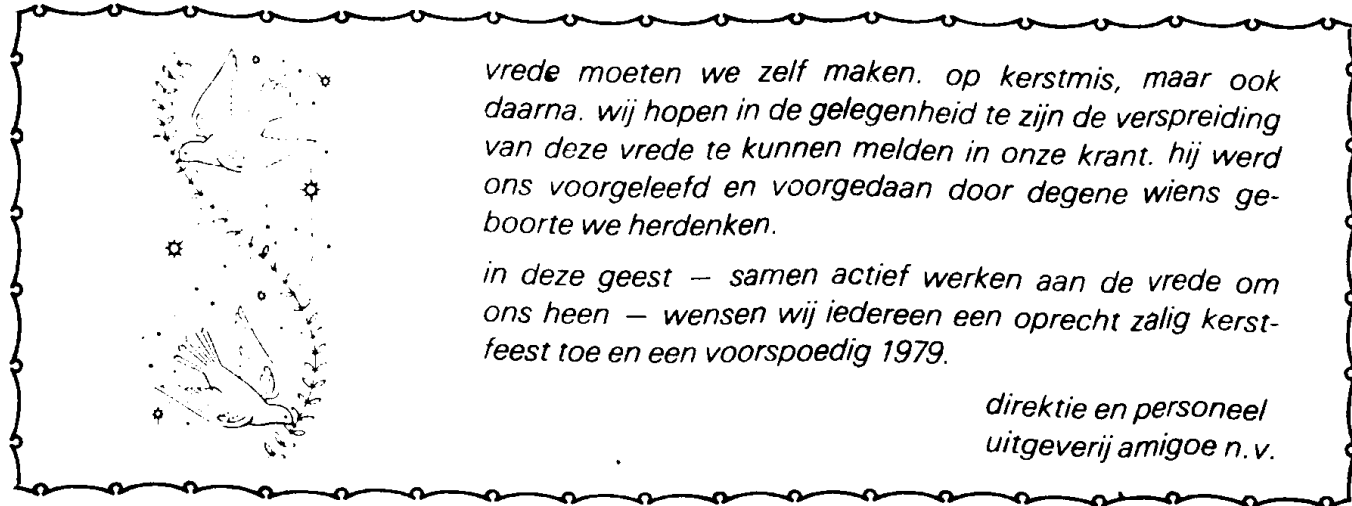 vrede moeten we zelf maken. op kerstmis, maar ook
daarna. wij hopen in de gelegenheid te zijn de verspreiding
van deze vrede te kunnen melden in onze krant. hij werd
ons voorgeleefd en voorgedaan door degene wiens ge-
boorte we herdenken.
in deze geest — samen actief werken aan de vrede om
ons heen — wensen wij iedereen een oprecht zalig kerst-
feest toe en een voorspoedig 1979.
direktie en personeel
uitgeverij amigoe n.v.